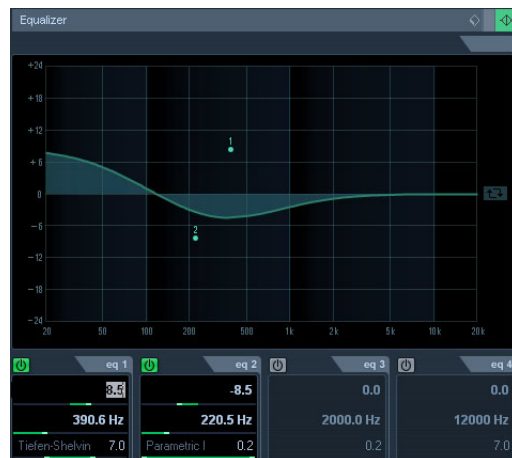 Equalizer
+24
+18
+12
1
+6
0
2
-6
-12
-18
-24
20 50 100 200 500 1k 2k 5k 10k 20k
eq 1 eq 2 eq 3 eq 4
8.5 -8.5 0.0 0.0
390.6 Hz 220.5 Hz 2000.0 Hz 12000 Hz
Tiefen-Shelvin 7.0 Parametric I 0.2 0.2 7.0